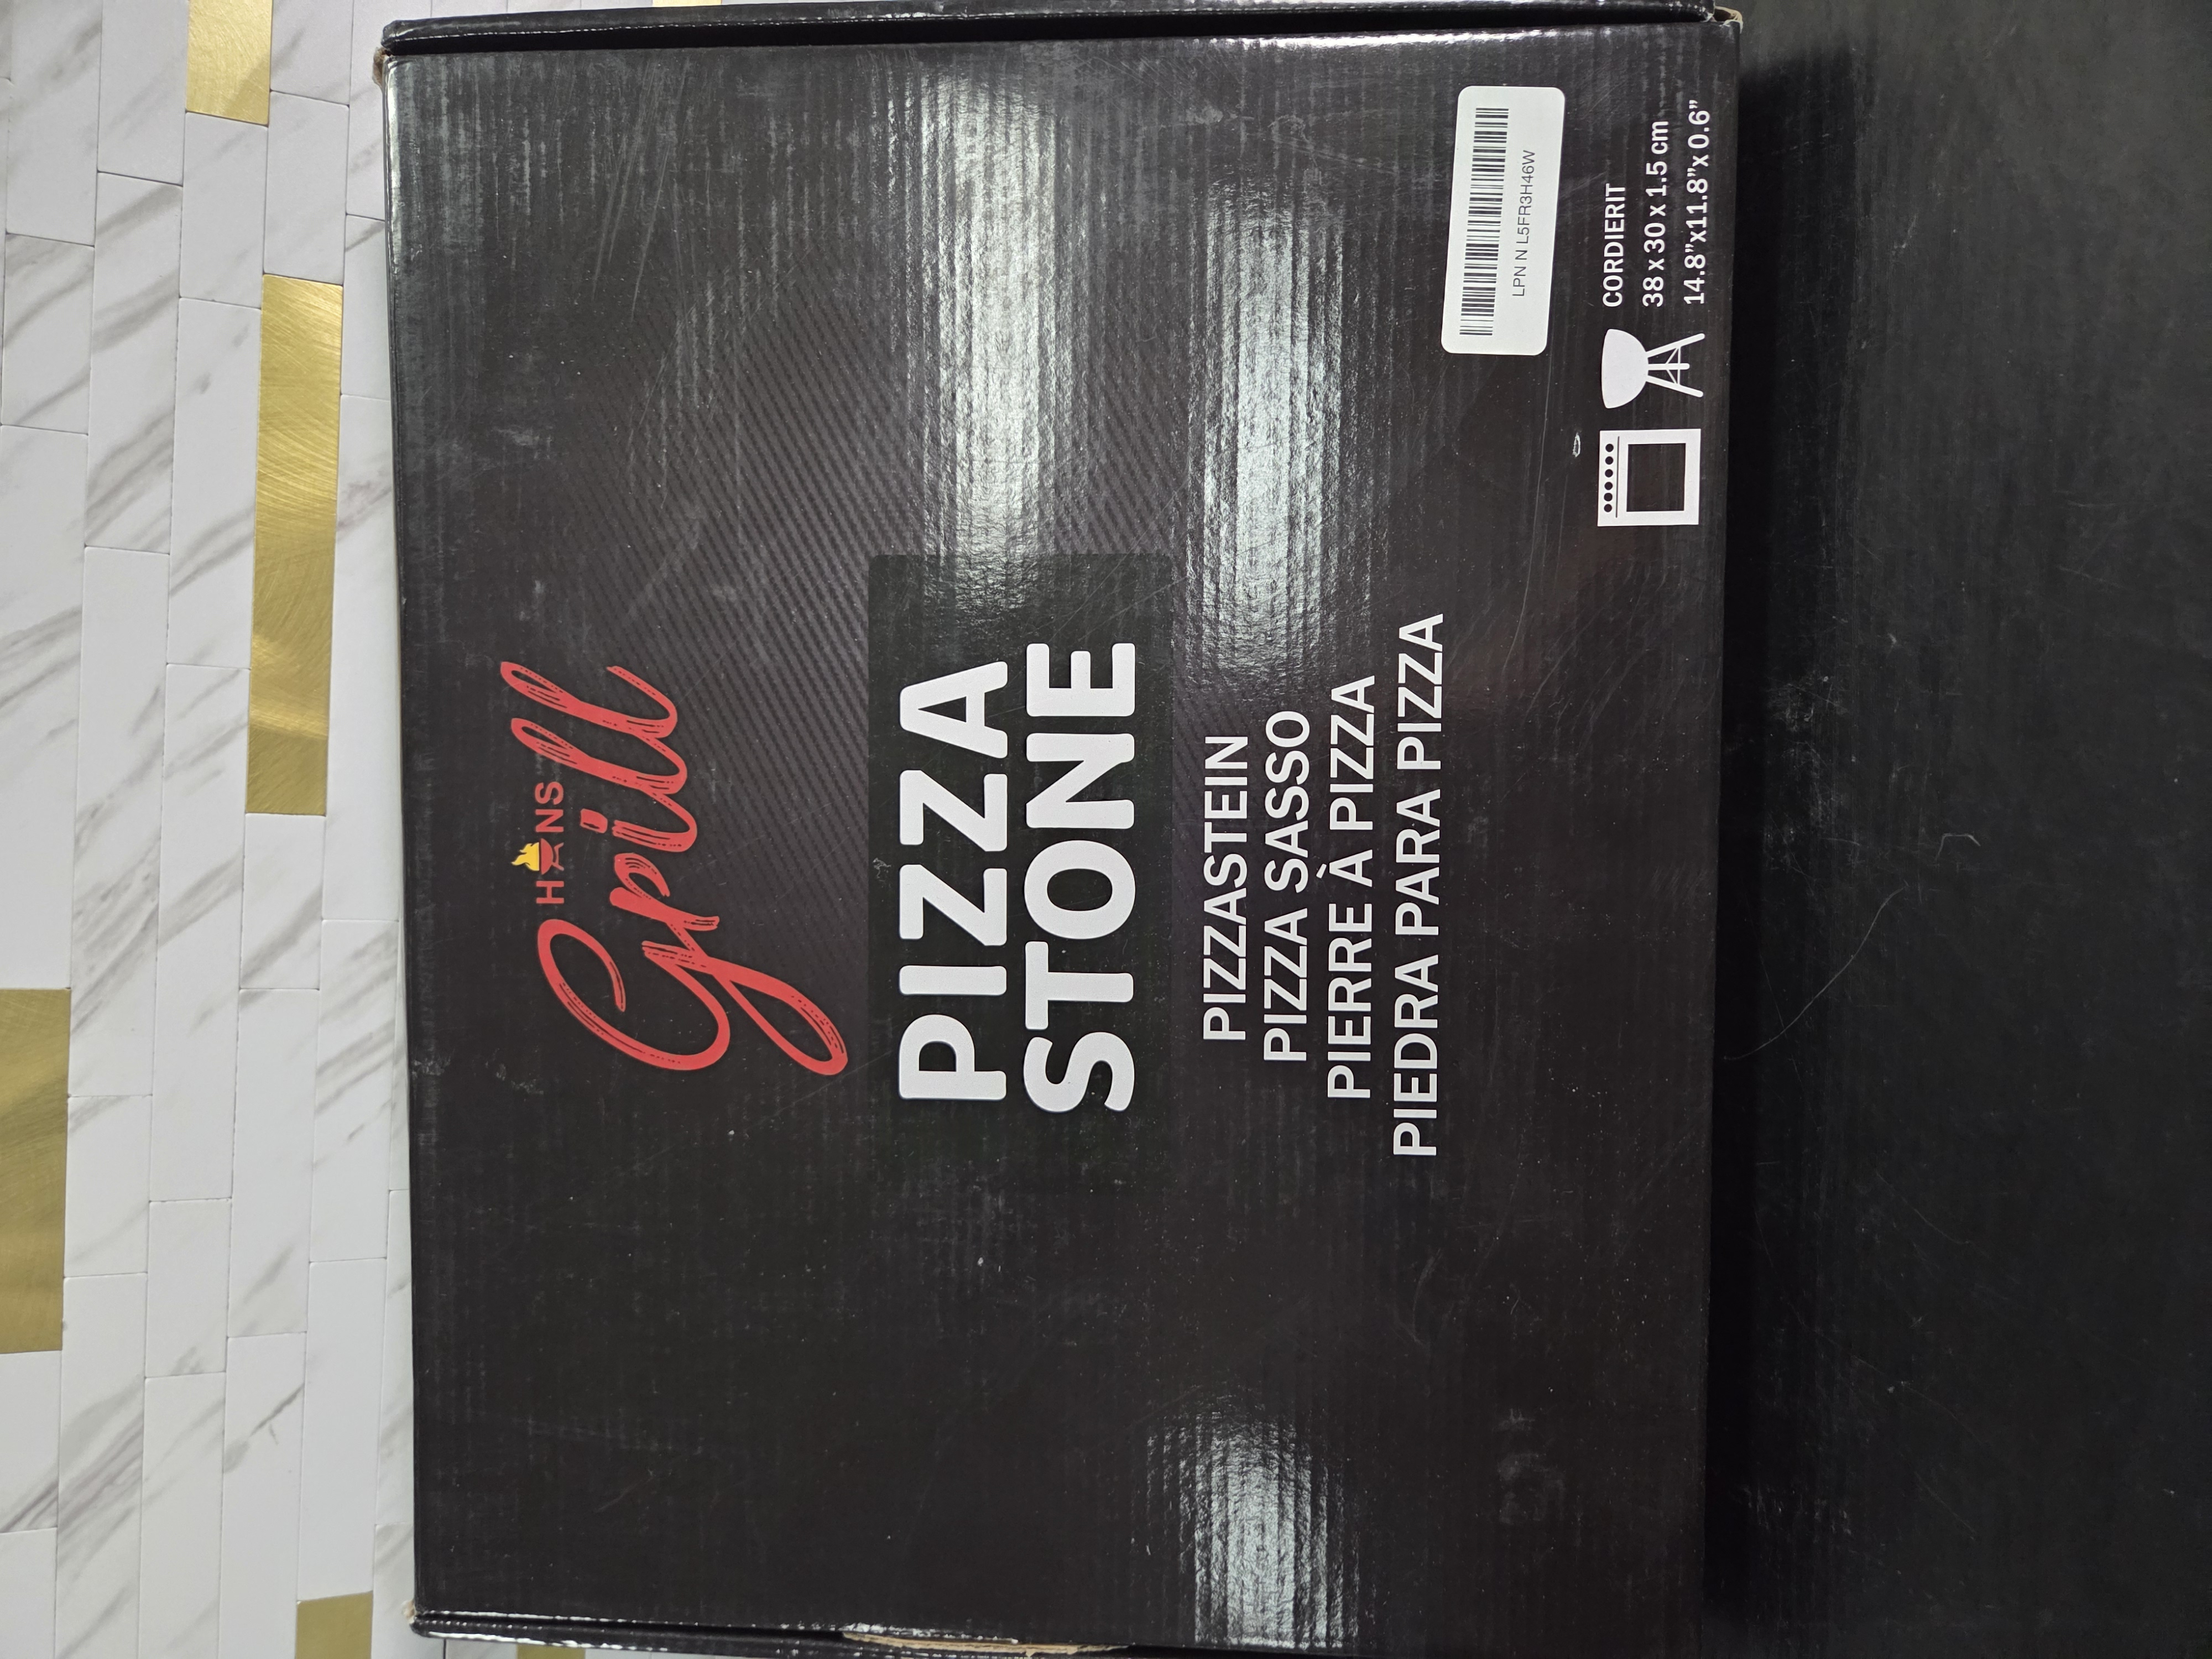 HANS
Grill
PIZZA
STONE
PIZZASTEIN
PIZZA SASSO
PIERRE À PIZZA
PIEDRA PARA PIZZA
LPN N L5FR3H46W
CORDIERIT
38 x 30 x 1.5 cm
14.8”x11.8”x 0.6”